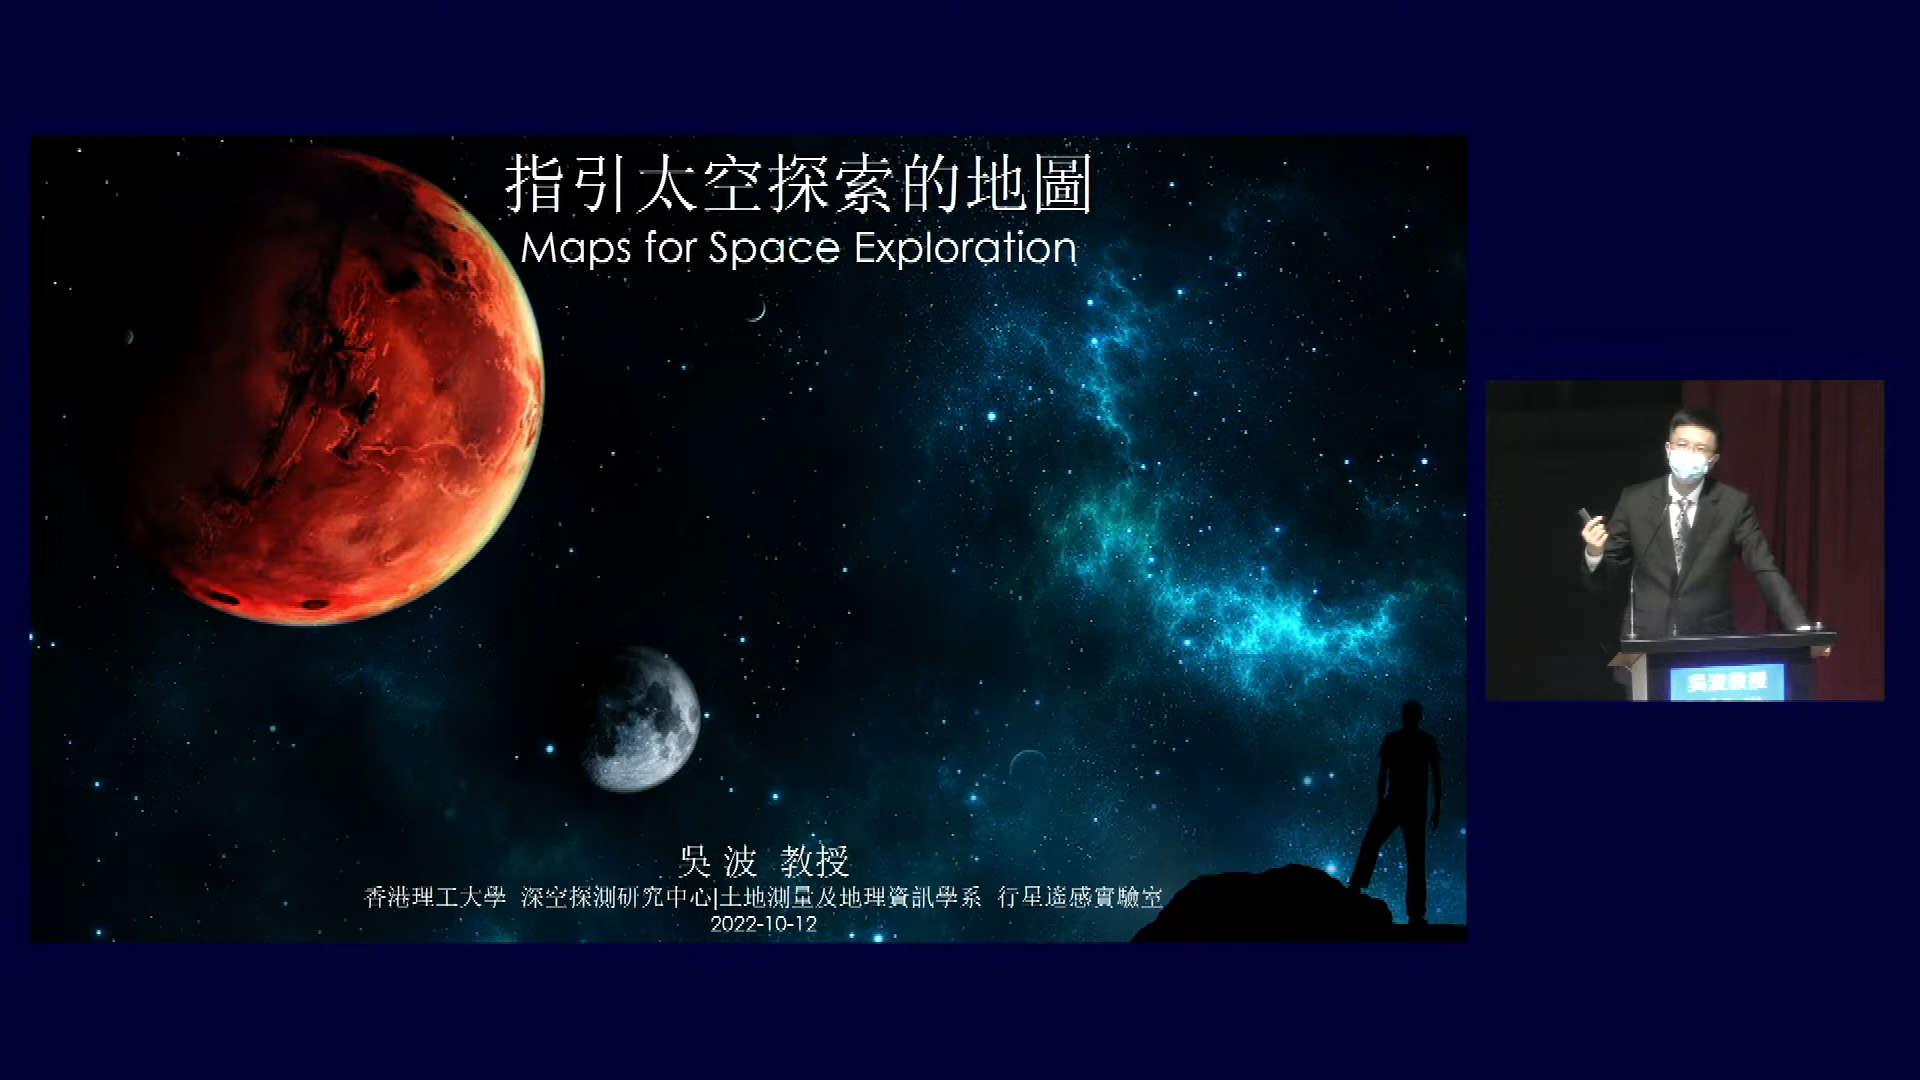 指引太空探索的地圖
Maps for Space Exploration
吳 波 教授
香港理工大學 深空探測研究中心|土地測量及地理資訊學系 行星遙感實驗室
2022-10-12
吳波教授